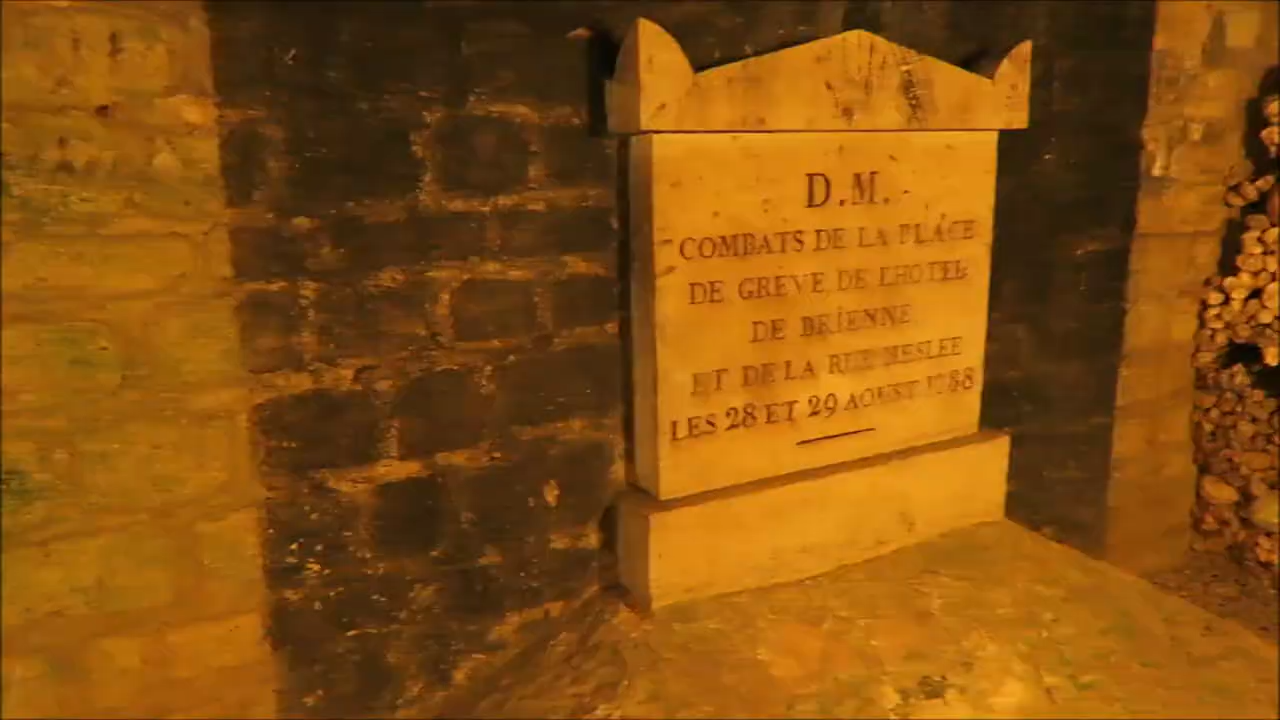 D.M.
COMBATS DE LA PLACE
DE GRÈVE, DE L'HOTEL
DE BRIENNE
ET DE LA RUE MESLEE
LES 28 ET 29 AOUST 1788